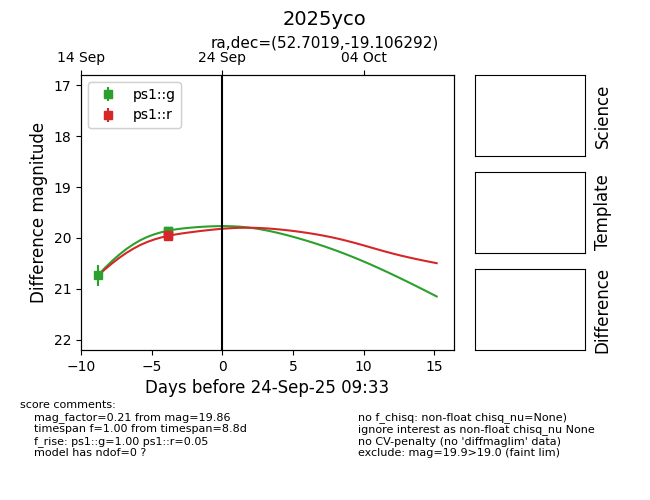 2025yco
ra,dec=(52.7019,-19.106292)
14 Sep
24 Sep
04 Oct
ps1::g
ps1::r
17
18
19
20
21
22
Difference magnitude
−10
−5
0
5
10
15
Days before 24-Sep-25 09:33
Science
Template
Difference
score comments:
mag_factor=0.21 from mag=19.86
timespan f=1.00 from timespan=8.8d
f_rise: ps1::g=1.00 ps1::r=0.05
model has ndof=0 ?
no f_chisq: non-float chisq_nu=None)
ignore interest as non-float chisq_nu None
no CV-penalty (no 'diffmaglim' data)
exclude: mag=19.9>19.0 (faint lim)